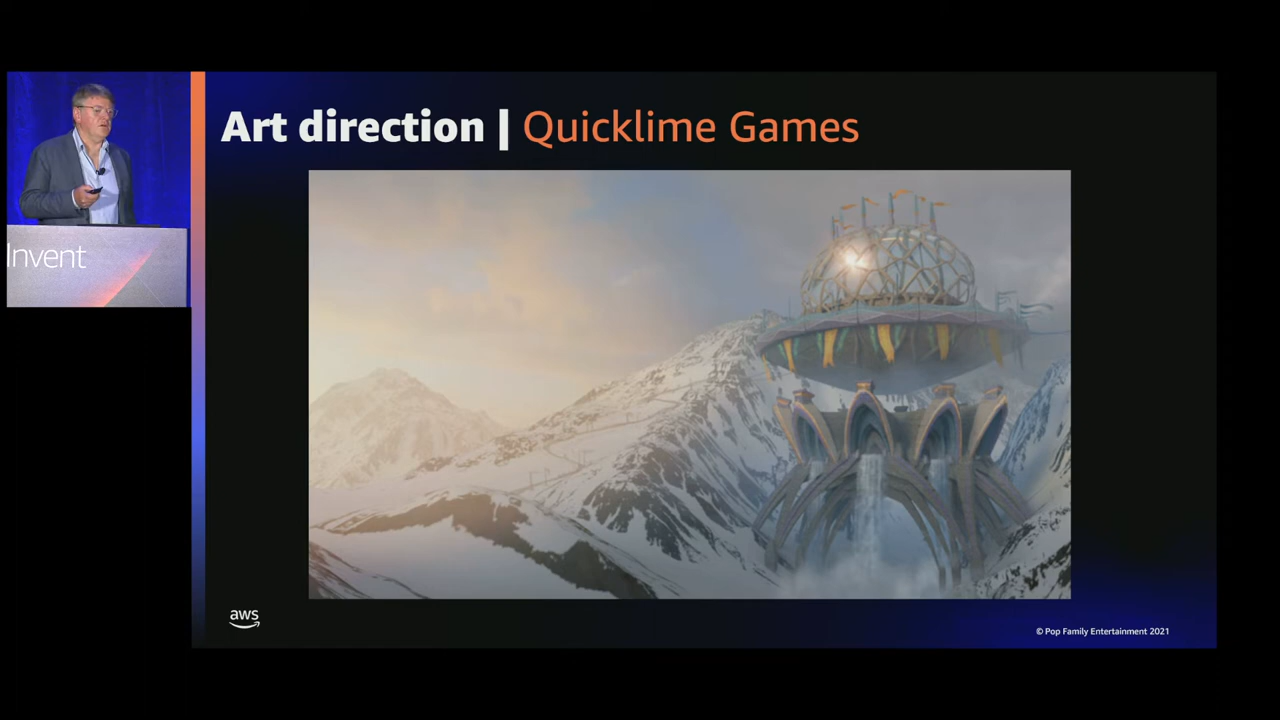 Art direction | Quicklime Games
Invent
aws
© Pop Family Entertainment 2021